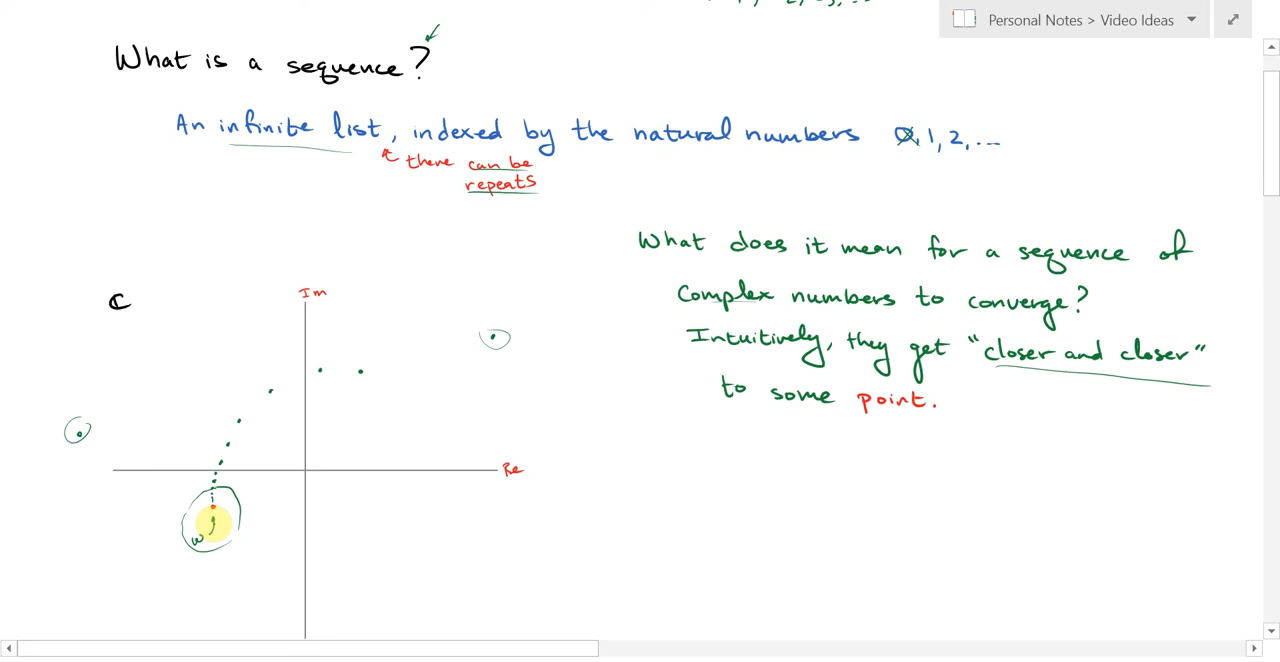 Personal Notes > Video Ideas
What is a sequence?
An infinite list, indexed by the natural numbers 0, 1, 2, ...
there can be
repeats
What does it mean for a sequence of
complex numbers to converge?
Intuitively, they get "closer and closer"
to some point.
C
Im
Re
w